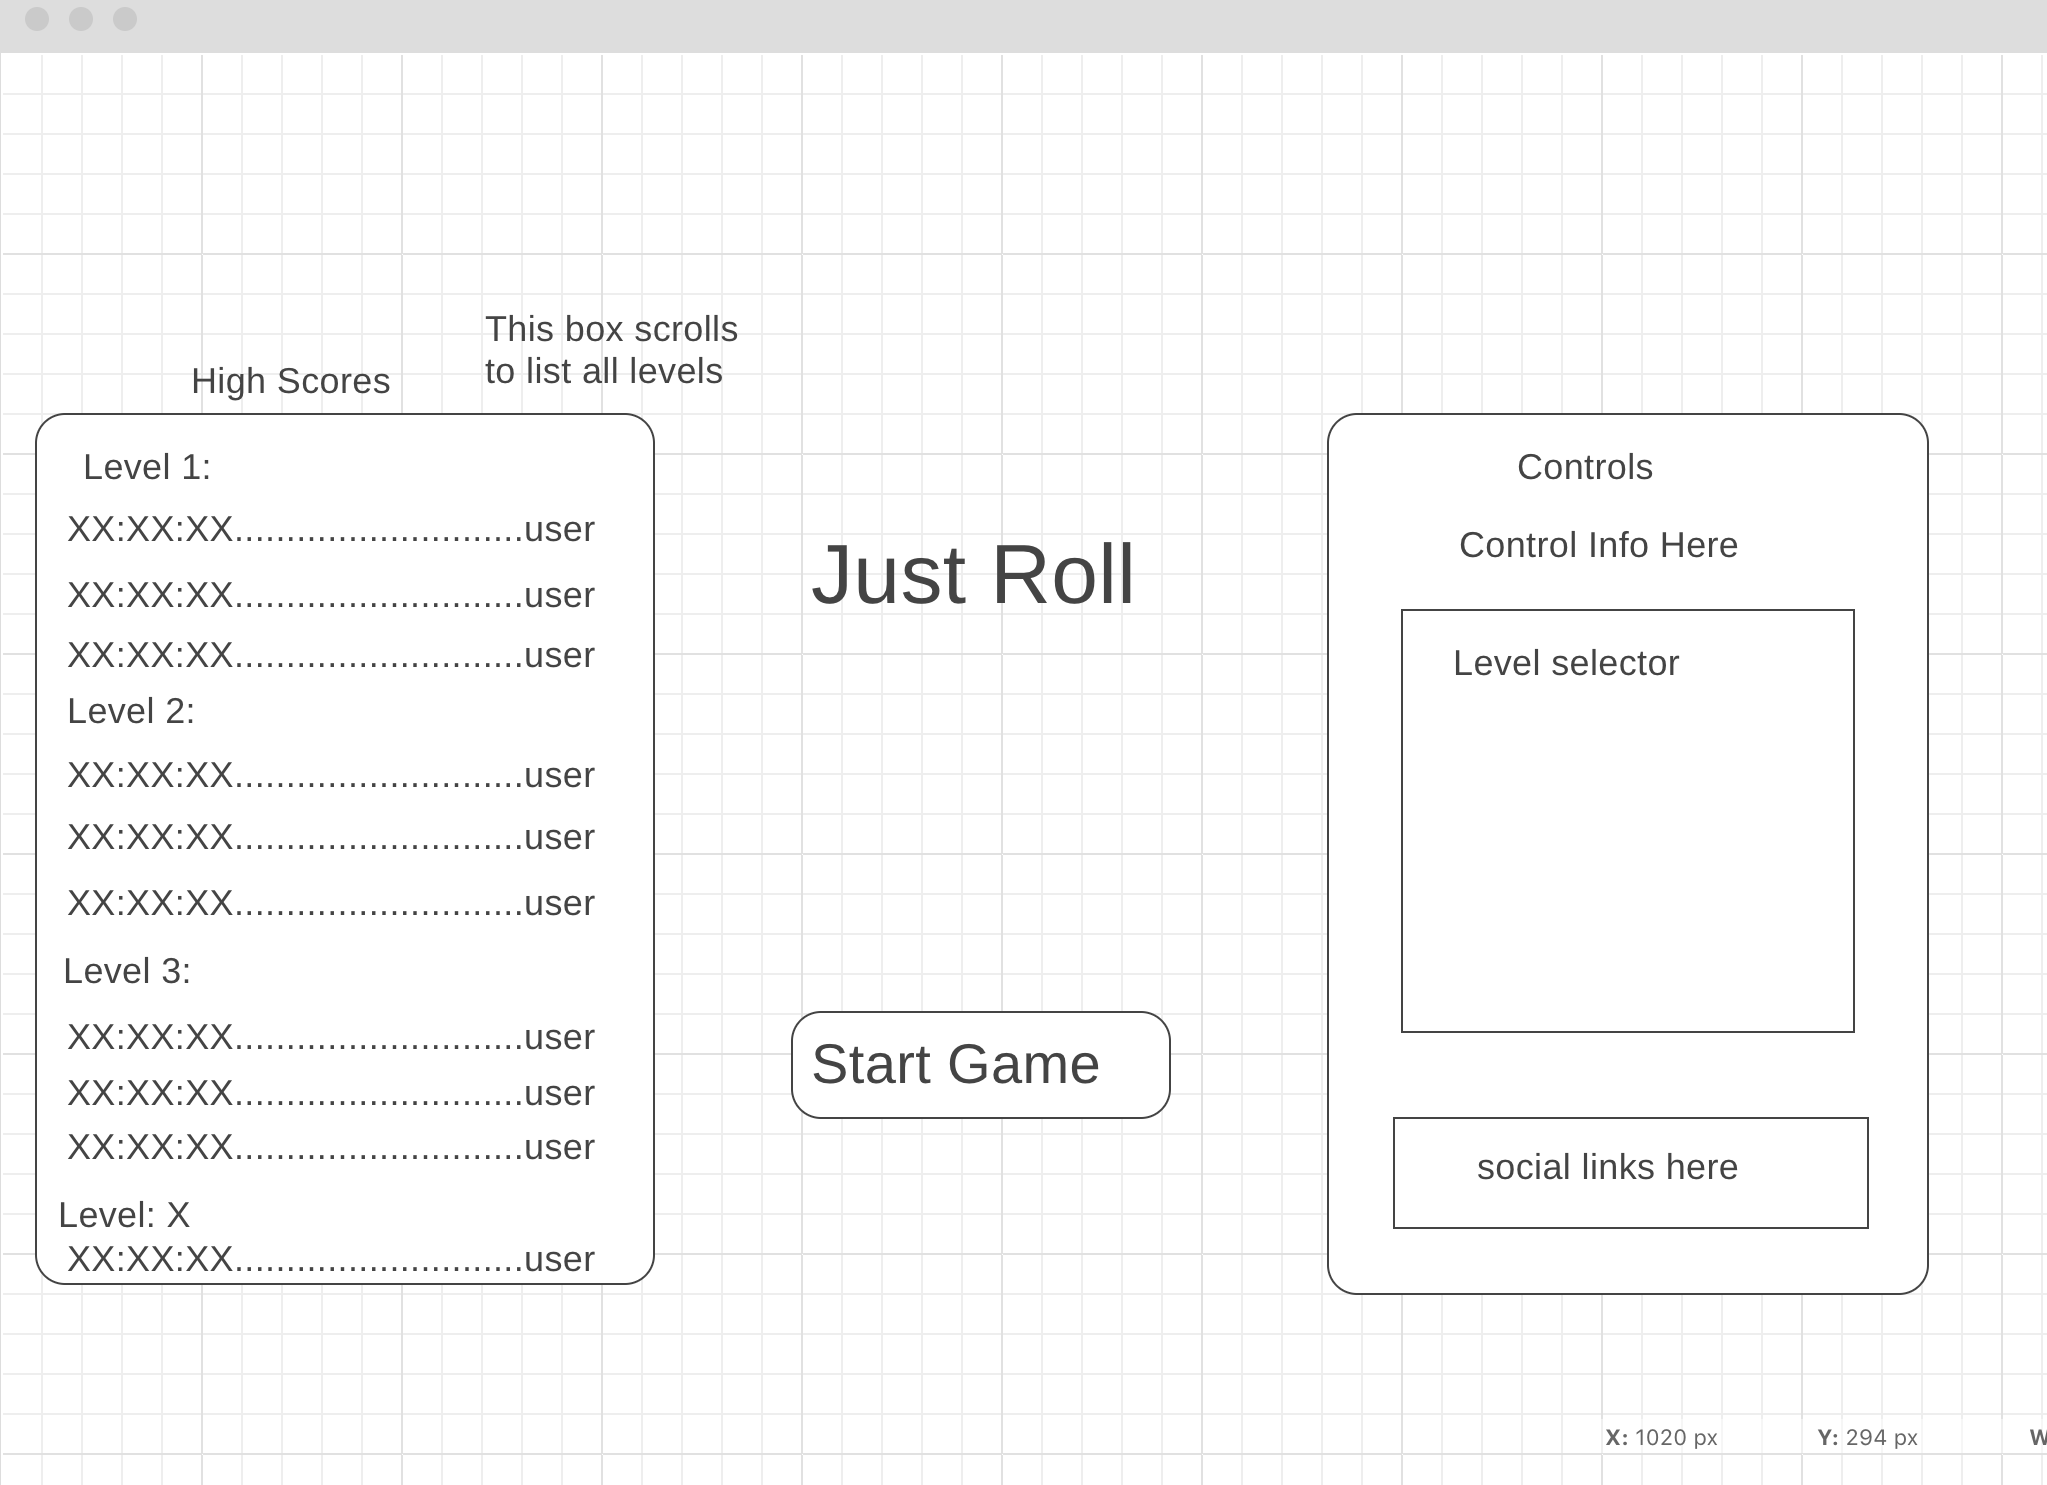 This box scrolls
to list all levels
High Scores
Level 1:
XX:XX:XX............................user
XX:XX:XX............................user
XX:XX:XX............................user
Level 2:
XX:XX:XX............................user
XX:XX:XX............................user
XX:XX:XX............................user
Level 3:
XX:XX:XX............................user
XX:XX:XX............................user
XX:XX:XX............................user
Level: X
XX:XX:XX............................user
Just Roll
Start Game
Controls
Control Info Here
Level selector
social links here
X: 1020 px
Y: 294 px